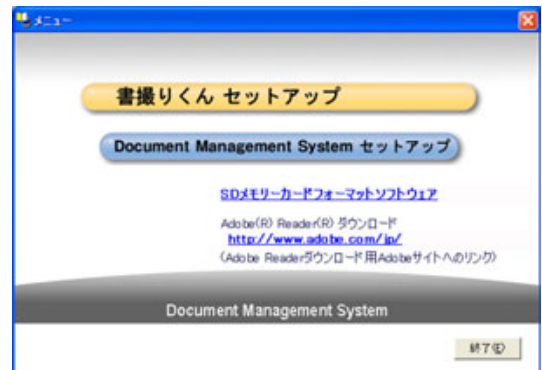 メニュー
書撮りくん セットアップ
Document Management System セットアップ
SDメモリーカードフォーマットソフトウェア
Adobe(R) Reader(R) ダウンロード
http://www.adobe.com/jp/
(Adobe Readerダウンロード用Adobeサイトへのリンク)
Document Management System
終了(E)